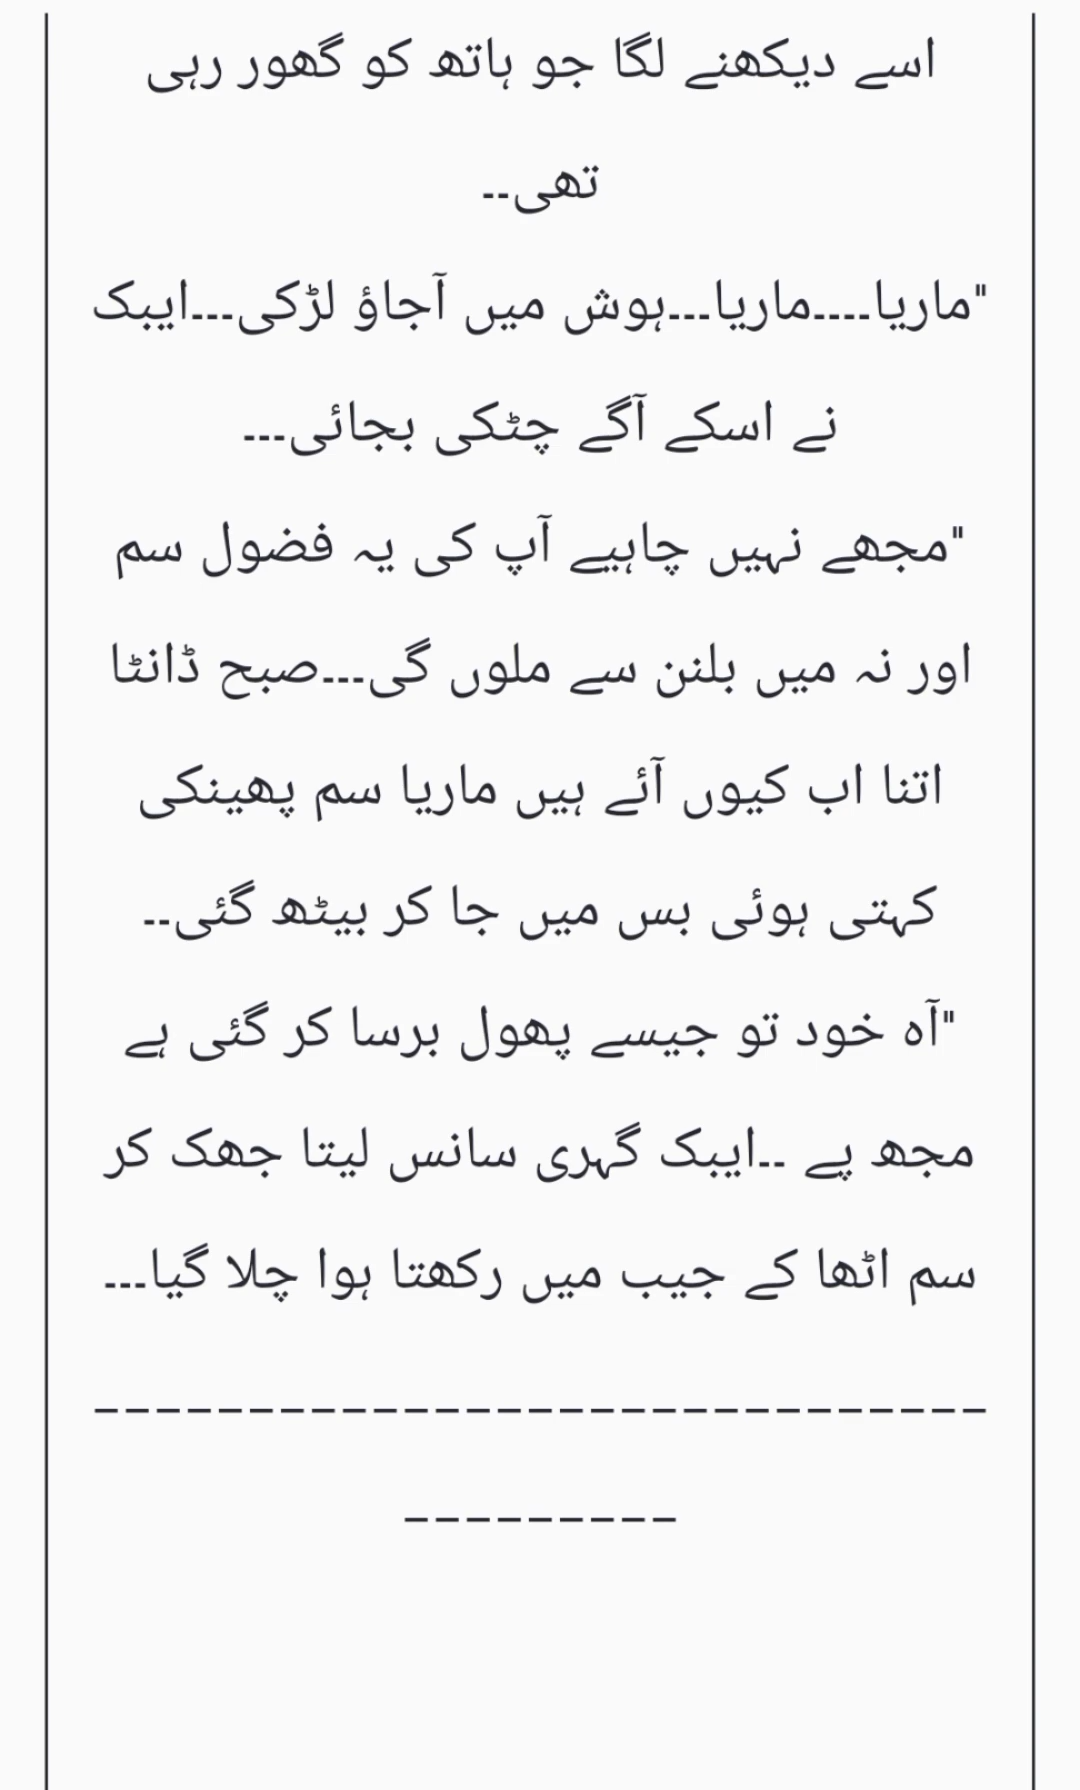 اسے دیکھنے لگا جو ہاتھ کو گھور رہی
تھی۔۔
"ماریا۔۔۔۔ماریا۔۔۔ہوش میں آجاؤ لڑکی۔۔۔ایبک
نے اسکے آگے چٹکی بجائی۔۔۔
"مجھے نہیں چاہیے آپ کی یہ فضول سم
اور نہ میں بلنن سے ملوں گی۔۔۔صبح ڈانٹا
اتنا اب کیوں آئے ہیں ماریا سم پھینکی
کہتی ہوئی بس میں جا کر بیٹھ گئی۔۔
"آہ خود تو جیسے پھول برسا کر گئی ہے
مجھ پے ۔۔ایبک گہری سانس لیتا جھک کر
سم اٹھا کے جیب میں رکھتا ہوا چلا گیا۔۔۔
_____________________________
_________